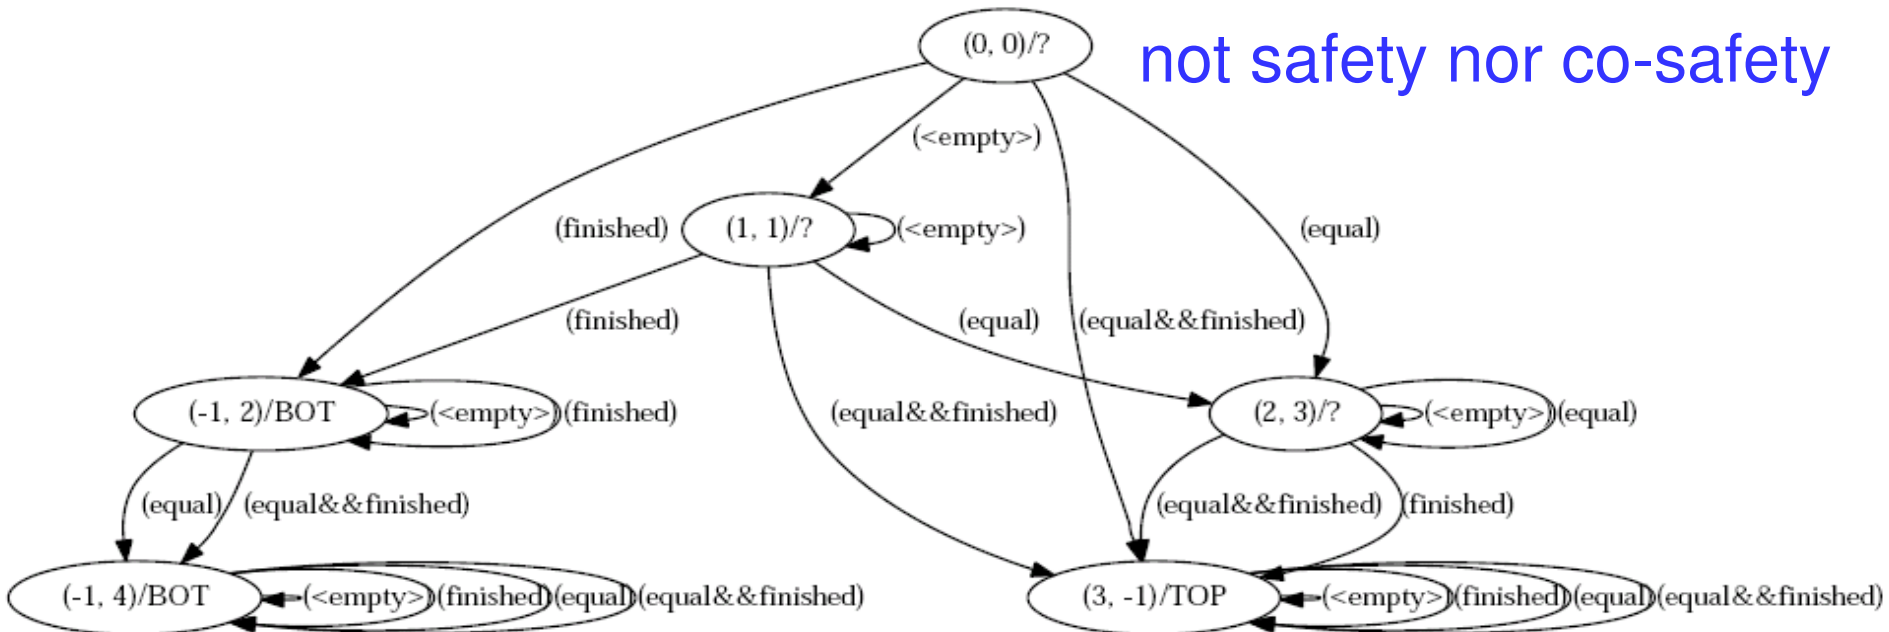 (0, 0)/?
not safety nor co-safety
(<empty>)
(finished)
(1, 1)/?
(<empty>)
(equal)
(finished)
(equal)
(equal&&finished)
(-1, 2)/BOT
(<empty>)
(finished)
(equal&&finished)
(2, 3)/?
(<empty>)
(equal)
(equal)
(equal&&finished)
(equal&&finished)
(finished)
(-1, 4)/BOT
(<empty>)
(finished)
(equal)
(equal&&finished)
(3, -1)/TOP
(<empty>)
(finished)
(equal)
(equal&&finished)